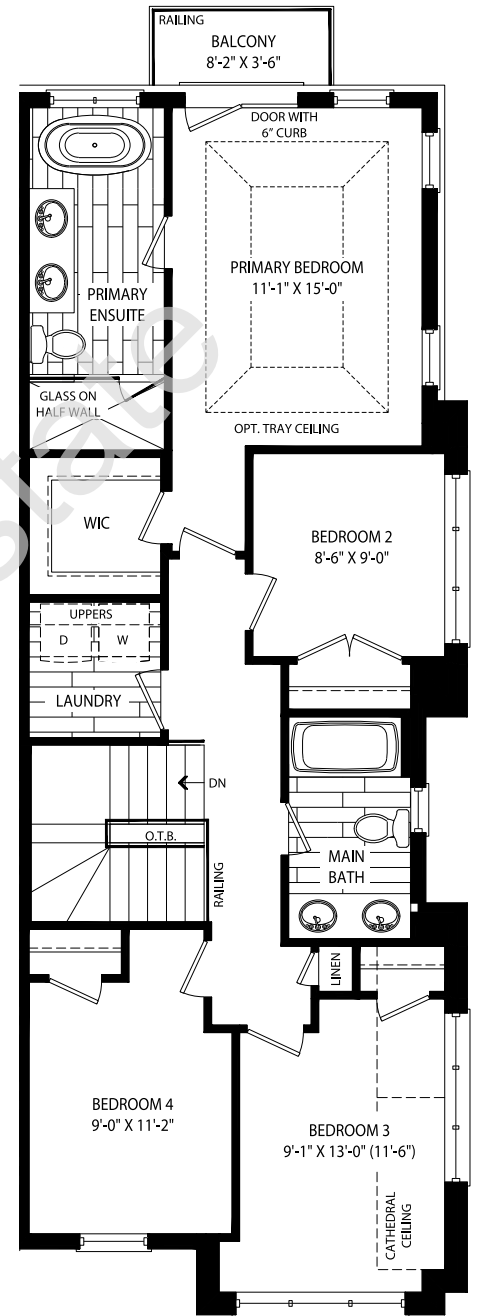 RAILING
BALCONY
8'-2" X 3'-6"
DOOR WITH
6" CURB
PRIMARY BEDROOM
11'-1" X 15'-0"
PRIMARY
ENSUITE
GLASS ON
HALF WALL
OPT. TRAY CEILING
WIC
BEDROOM 2
8'-6" X 9'-0"
UPPERS
D
W
LAUNDRY
DN
O.T.B.
RAILING
MAIN
BATH
LINEN
BEDROOM 4
9'-0" X 11'-2"
BEDROOM 3
9'-1" X 13'-0" (11'-6")
CATHEDRAL
CEILING
state